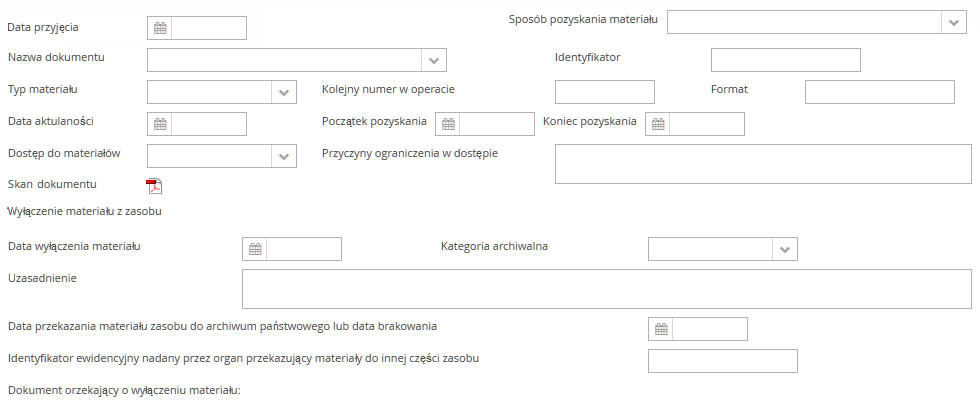 Data przyjęcia Sposób pozyskania materiału
Nazwa dokumentu Identyfikator
Typ materiału Kolejny numer w operacie Format
Data aktulaności Początek pozyskania Koniec pozyskania
Dostęp do materiałów Przyczyny ograniczenia w dostępie
Skan dokumentu
Wyłączenie materiału z zasobu
Data wyłączenia materiału Kategoria archiwalna
Uzasadnienie
Data przekazania materiału zasobu do archiwum państwowego lub data brakowania
Identyfikator ewidencyjny nadany przez organ przekazujący materiały do innej części zasobu
Dokument orzekający o wyłączeniu materiału: